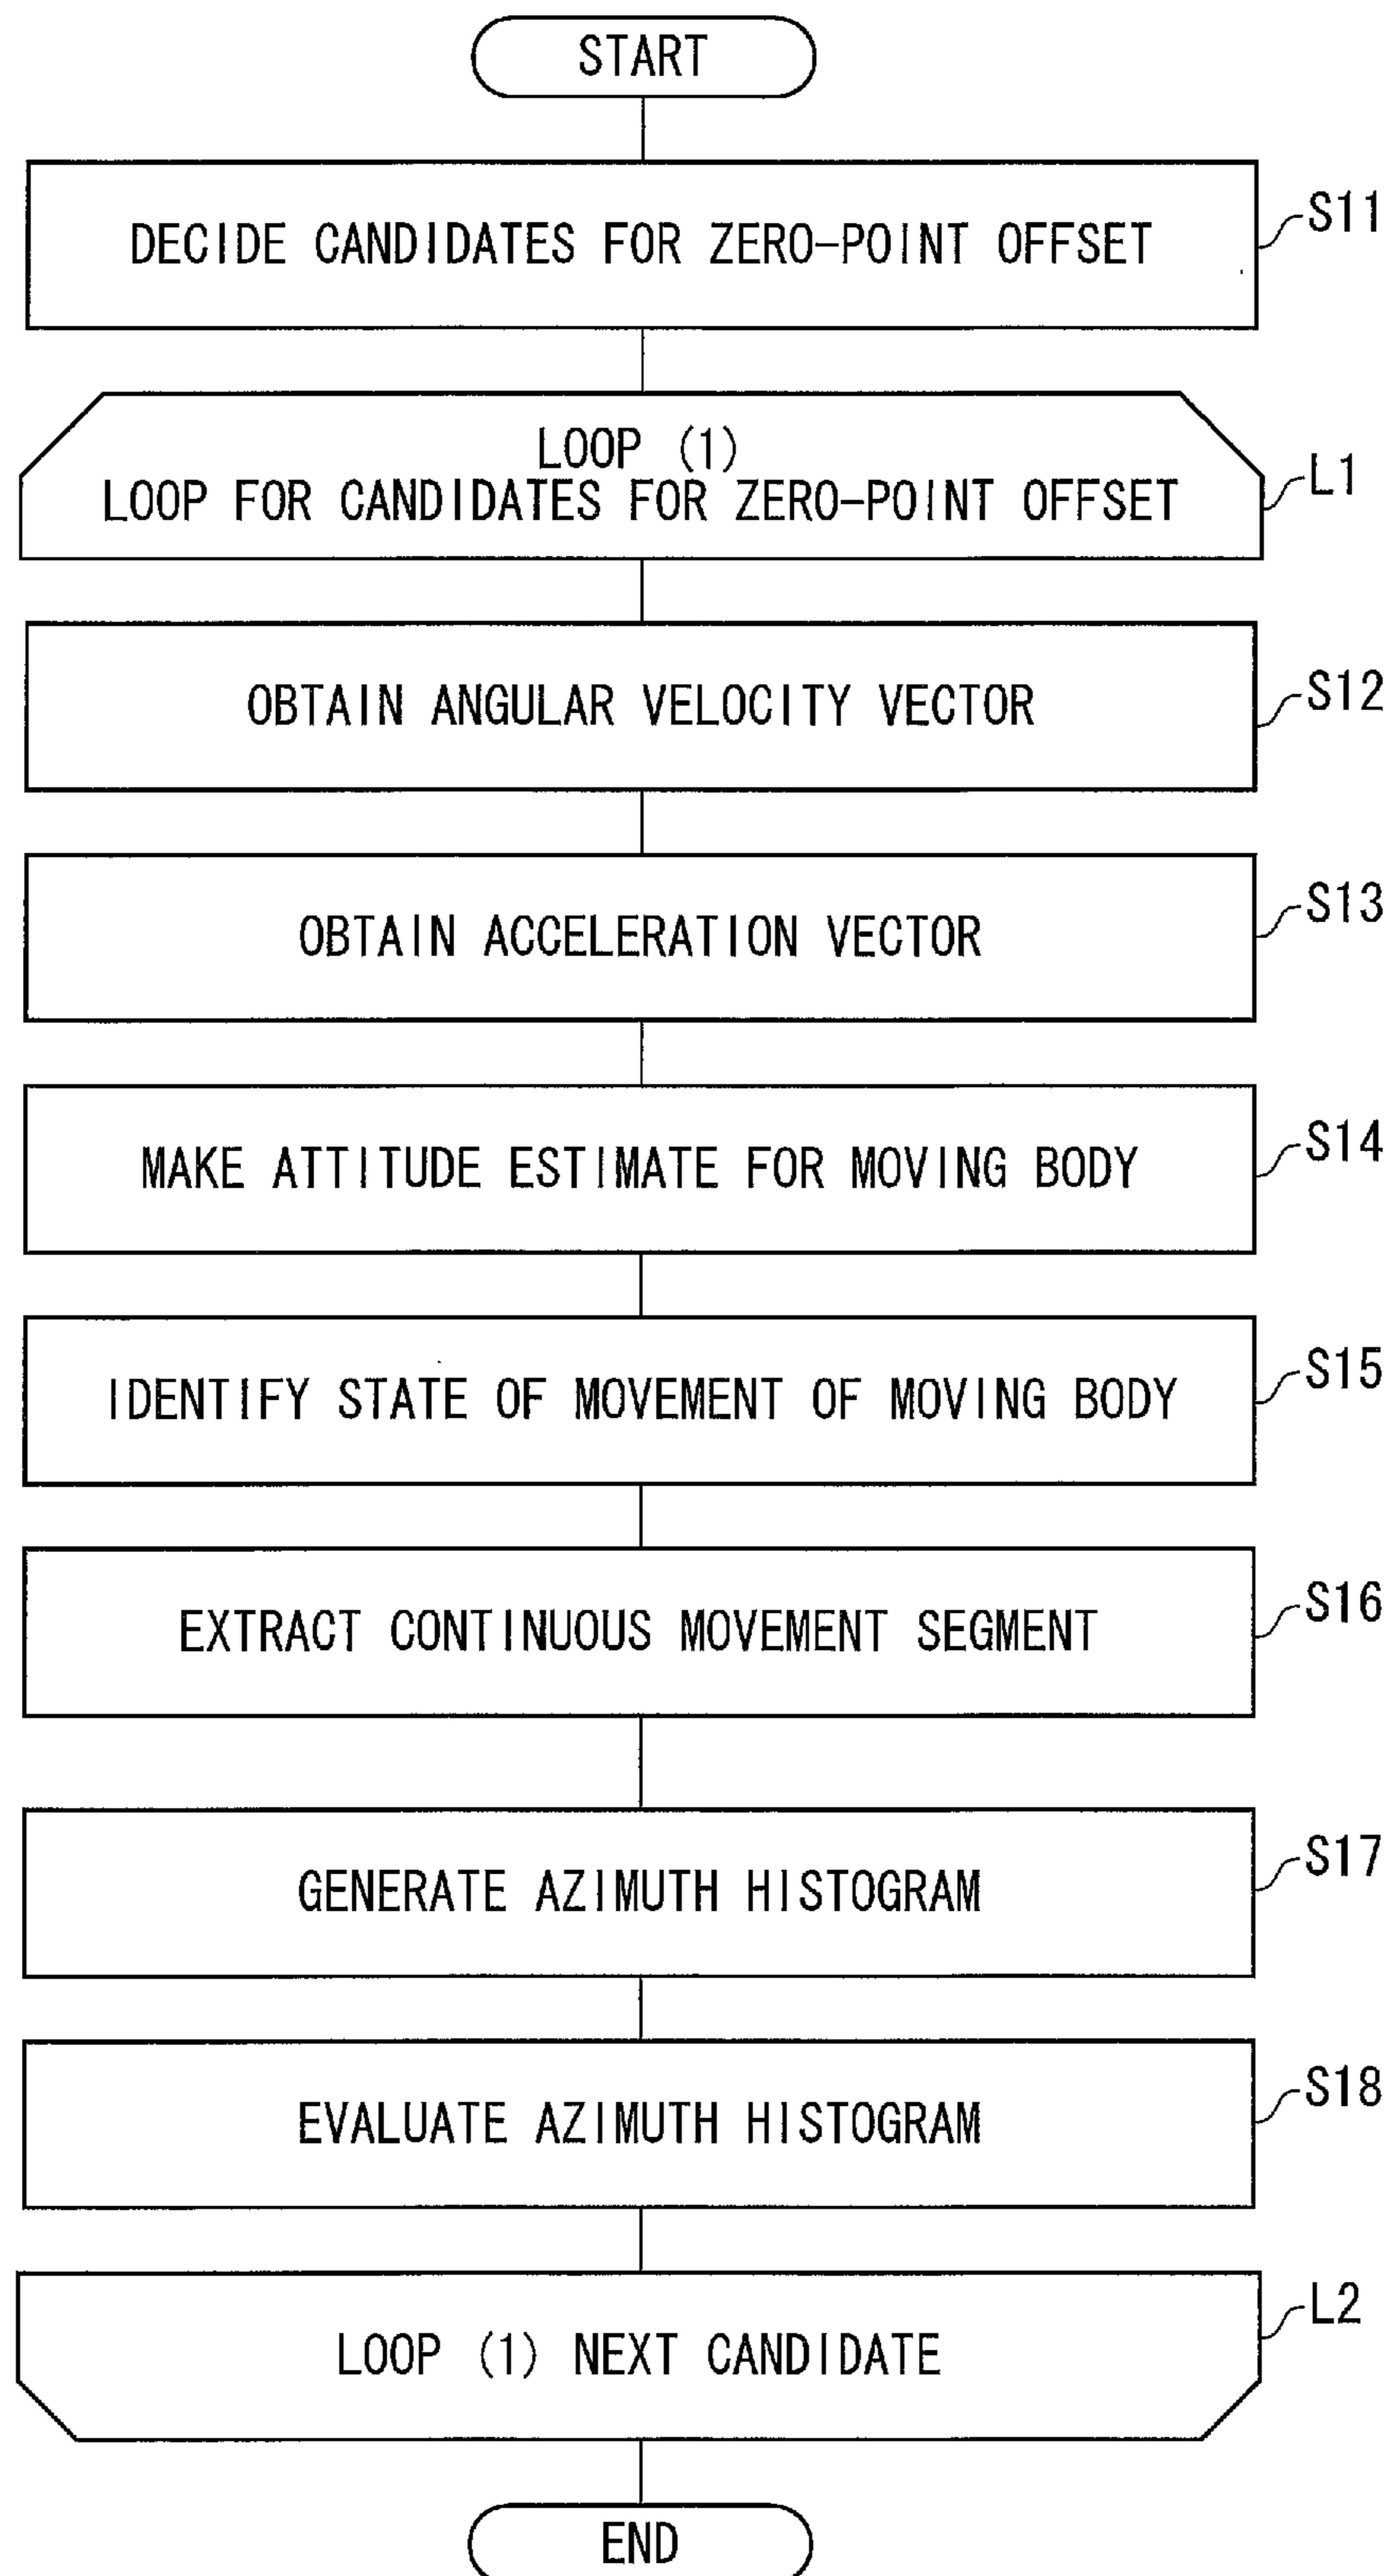 START
DECIDE CANDIDATES FOR ZERO-POINT OFFSET
S11
LOOP (1)
LOOP FOR CANDIDATES FOR ZERO-POINT OFFSET
L1
OBTAIN ANGULAR VELOCITY VECTOR
S12
OBTAIN ACCELERATION VECTOR
S13
MAKE ATTITUDE ESTIMATE FOR MOVING BODY
S14
IDENTIFY STATE OF MOVEMENT OF MOVING BODY
S15
EXTRACT CONTINUOUS MOVEMENT SEGMENT
S16
GENERATE AZIMUTH HISTOGRAM
S17
EVALUATE AZIMUTH HISTOGRAM
S18
LOOP (1) NEXT CANDIDATE
L2
END